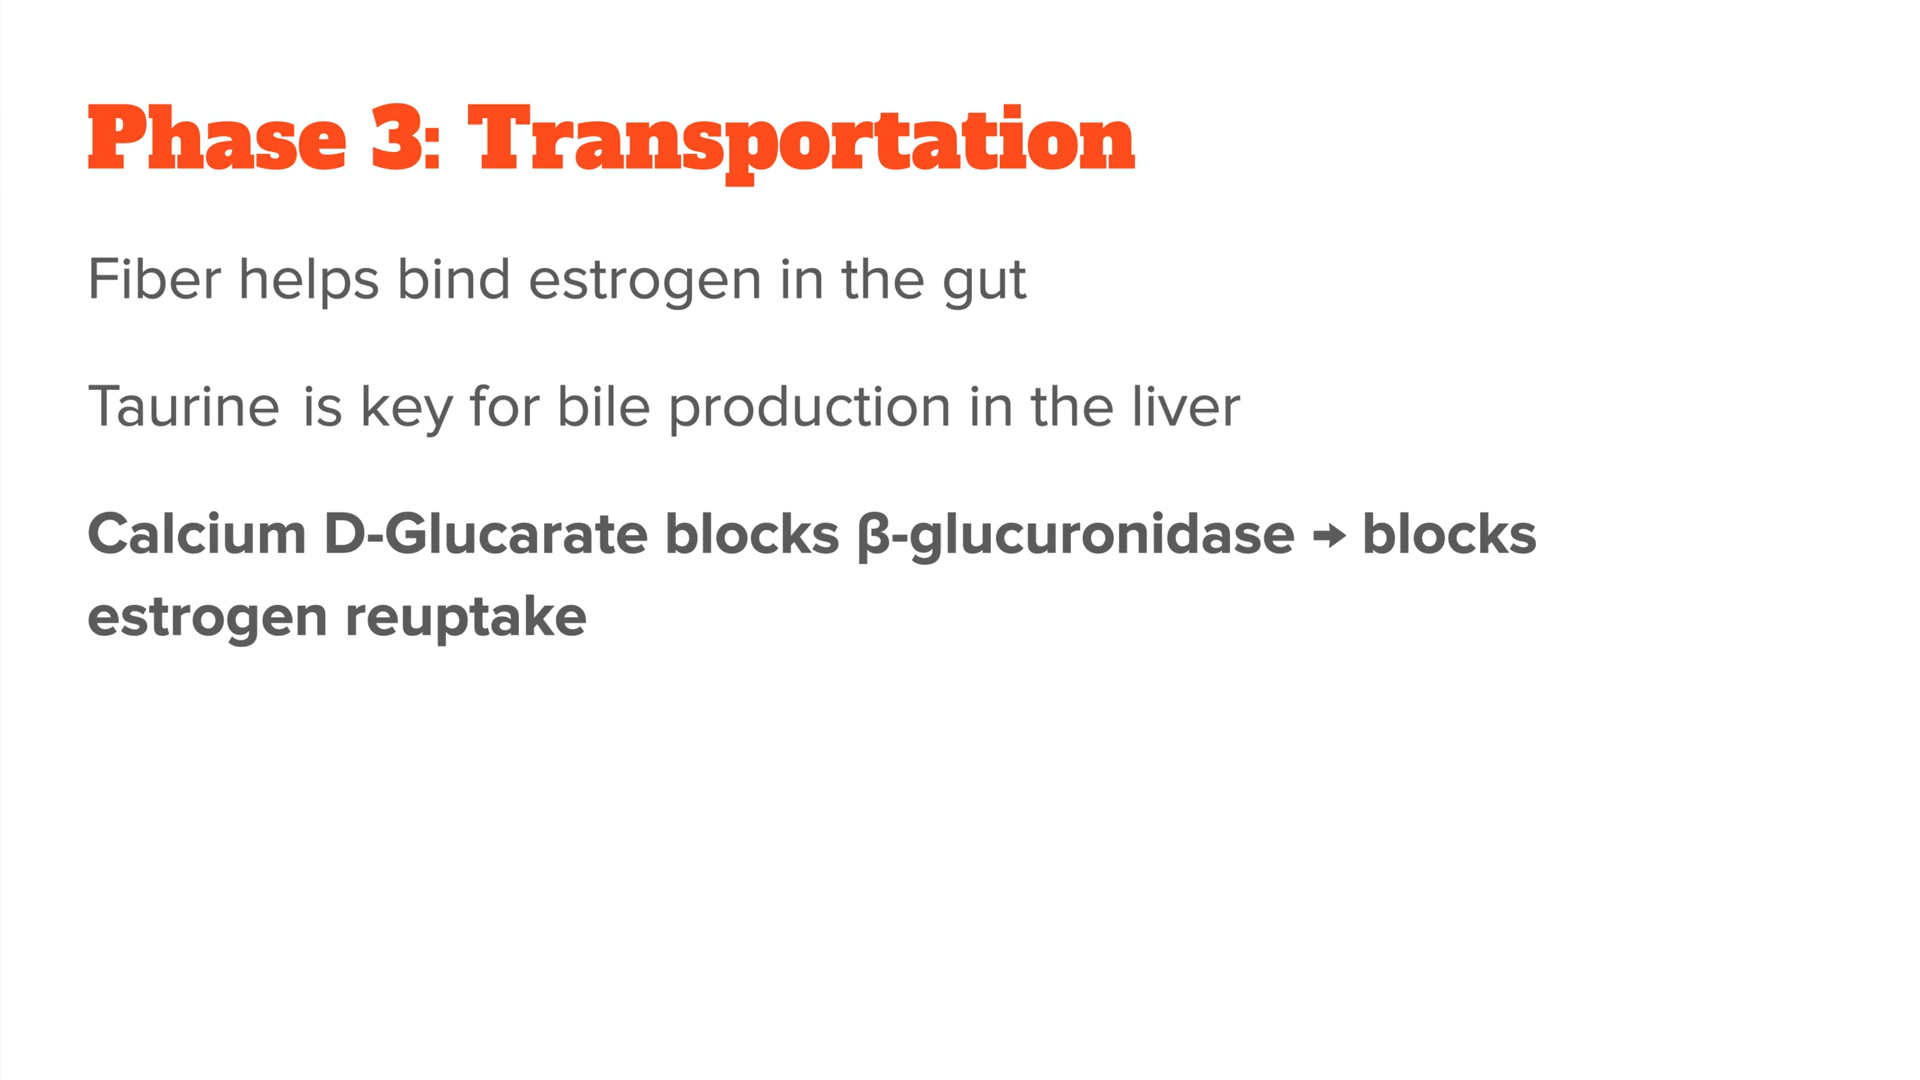 Phase 3: Transportation
Fiber helps bind estrogen in the gut
Taurine is key for bile production in the liver
Calcium D-Glucarate blocks β-glucuronidase → blocks
estrogen reuptake